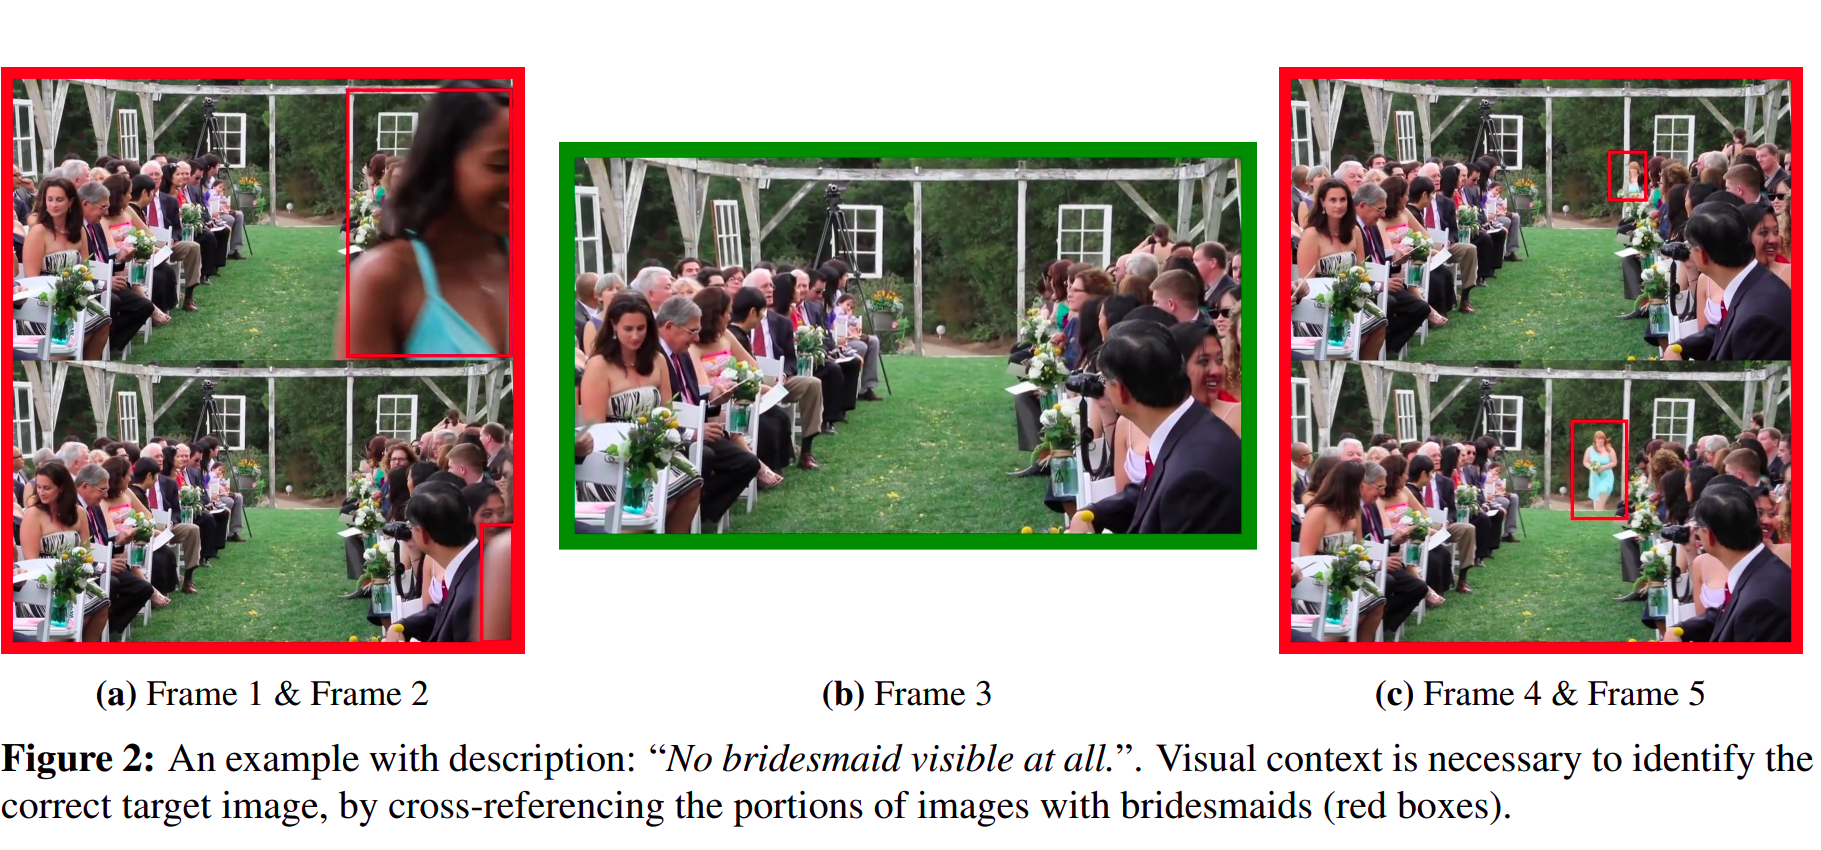 (a) Frame 1 & Frame 2
(b) Frame 3
(c) Frame 4 & Frame 5
Figure 2: An example with description: “No bridesmaid visible at all.”. Visual context is necessary to identify the
correct target image, by cross-referencing the portions of images with bridesmaids (red boxes).